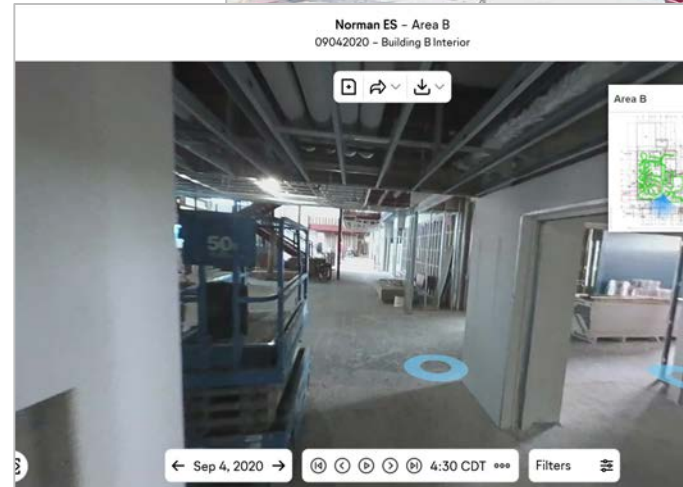 Norman ES – Area B
09042020 – Building B Interior
Area B
50
← Sep 4, 2020 →
4:30 CDT
Filters